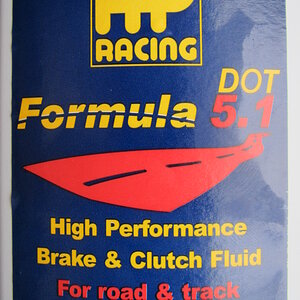 RACING
DOT
Formula 5.1
High Performance
Brake & Clutch Fluid
For road & track